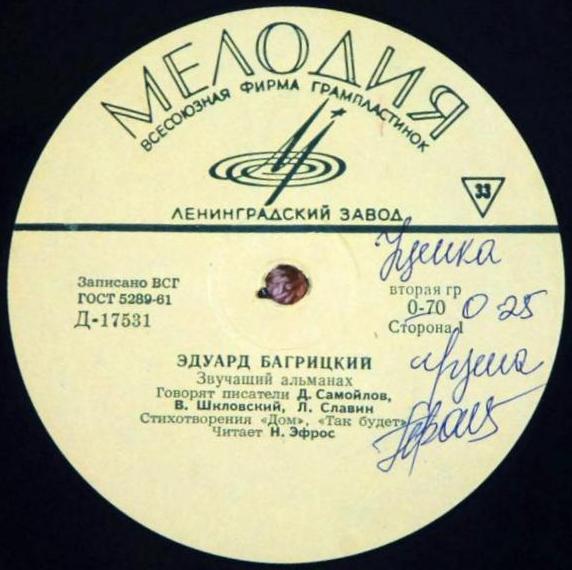 МЕЛОДИЯ
ВСЕСОЮЗНАЯ ФИРМА ГРАМПЛАСТИНОК
33
ЛЕНИНГРАДСКИЙ ЗАВОД
Записано ВСГ
ГОСТ 5289-61
Д-17531
Уценка
вторая гр
0-70 0 25
Сторона 1
ЭДУАРД БАГРИЦКИЙ
Звучащий альманах
Говорят писатели Д. Самойлов,
В. Шкловский, Л. Славин
Стихотворения «Дом», «Так будет»
Читает Н. Эфрос